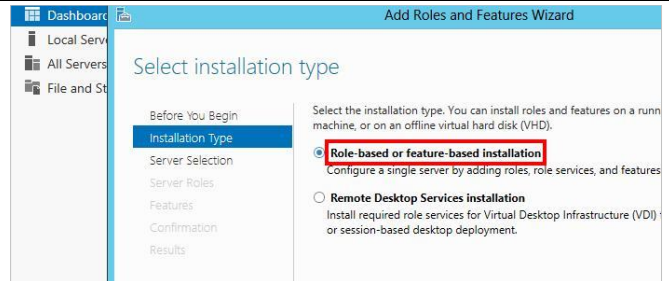 Dashboard
Add Roles and Features Wizard
Local Serv
All Servers
File and St
Select installation type
Before You Begin
Installation Type
Server Selection
Server Roles
Features
Confirmation
Results
Select the installation type. You can install roles and features on a runn
machine, or on an offline virtual hard disk (VHD).
Role-based or feature-based installation
Configure a single server by adding roles, role services, and features
Remote Desktop Services installation
Install required role services for Virtual Desktop Infrastructure (VDI)
or session-based desktop deployment.